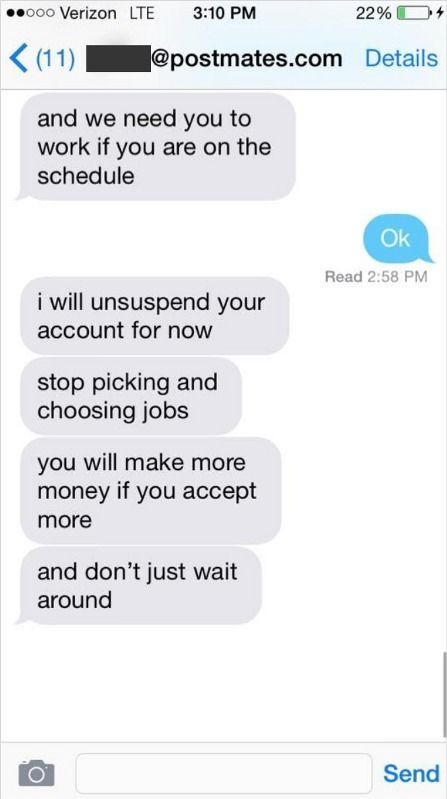 Verizon LTE 3:10 PM 22%
(11) @postmates.com Details
and we need you to
work if you are on the
schedule
Ok
Read 2:58 PM
i will unsuspend your
account for now
stop picking and
choosing jobs
you will make more
money if you accept
more
and don't just wait
around
Send